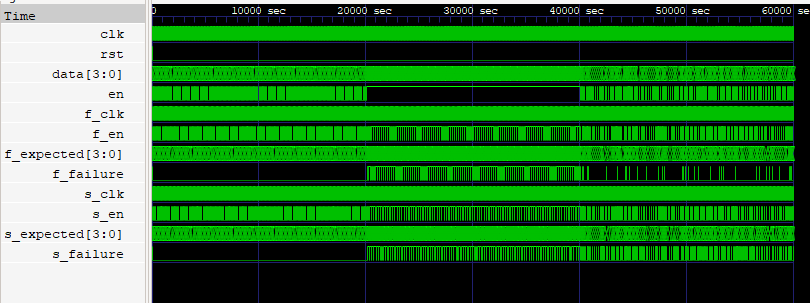 Time
0 10000 sec 20000 sec 30000 sec 40000 sec 50000 sec 60000 sec
clk
rst
data[3:0]
en
f_clk
f_en
f_expected[3:0]
f_failure
s_clk
s_en
s_expected[3:0]
s_failure